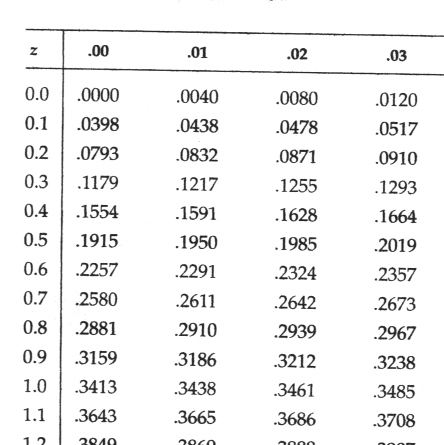 z .00 .01 .02 .03
0.0 .0000 .0040 .0080 .0120
0.1 .0398 .0438 .0478 .0517
0.2 .0793 .0832 .0871 .0910
0.3 .1179 .1217 .1255 .1293
0.4 .1554 .1591 .1628 .1664
0.5 .1915 .1950 .1985 .2019
0.6 .2257 .2291 .2324 .2357
0.7 .2580 .2611 .2642 .2673
0.8 .2881 .2910 .2939 .2967
0.9 .3159 .3186 .3212 .3238
1.0 .3413 .3438 .3461 .3485
1.1 .3643 .3665 .3686 .3708
1.2 .3849 .3869